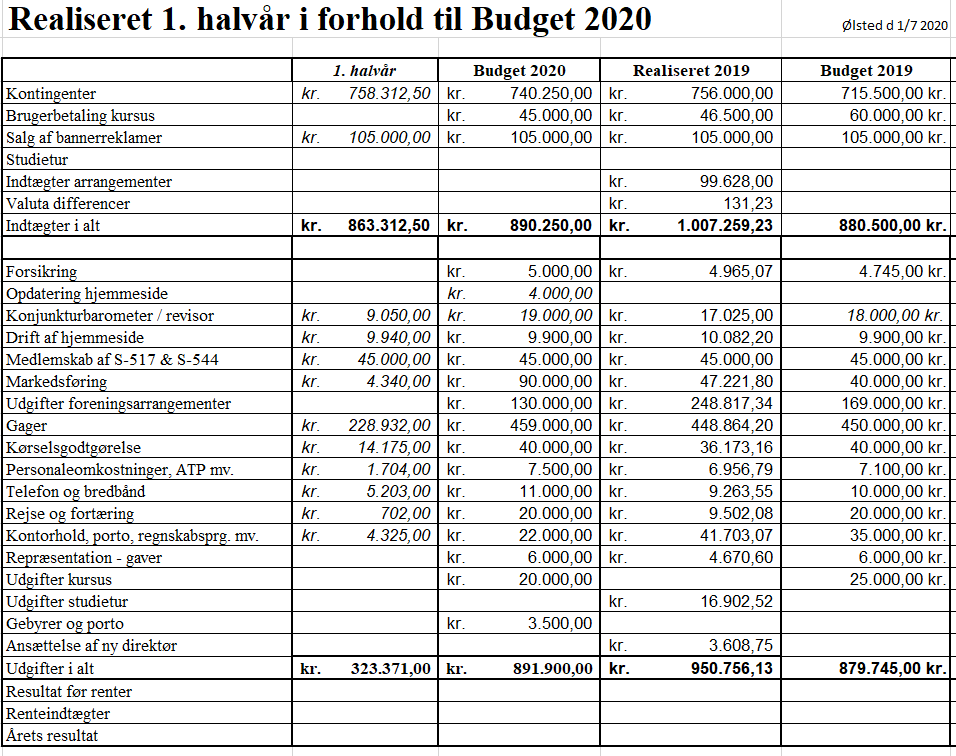 Realiseret 1. halvår i forhold til Budget 2020 Ølsted d 1/7 2020
1. halvår Budget 2020 Realiseret 2019 Budget 2019
Kontingenter kr. 758.312,50 kr. 740.250,00 kr. 756.000,00 715.500,00 kr.
Brugerbetaling kursus kr. 45.000,00 kr. 46.500,00 60.000,00 kr.
Salg af bannerreklamer kr. 105.000,00 kr. 105.000,00 kr. 105.000,00 105.000,00 kr.
Studietur
Indtægter arrangementer kr. 99.628,00
Valuta differencer kr. 131,23
Indtægter i alt kr. 863.312,50 kr. 890.250,00 kr. 1.007.259,23 880.500,00 kr.
Forsikring kr. 5.000,00 kr. 4.965,07 4.745,00 kr.
Opdatering hjemmeside kr. 4.000,00
Konjunkturbarometer / revisor kr. 9.050,00 kr. 19.000,00 kr. 17.025,00 18.000,00 kr.
Drift af hjemmeside kr. 9.940,00 kr. 9.900,00 kr. 10.082,20 9.900,00 kr.
Medlemskab af S-517 & S-544 kr. 45.000,00 kr. 45.000,00 kr. 45.000,00 45.000,00 kr.
Markedsføring kr. 4.340,00 kr. 90.000,00 kr. 47.221,80 40.000,00 kr.
Udgifter foreningsarrangementer kr. 130.000,00 kr. 248.817,34 169.000,00 kr.
Gager kr. 228.932,00 kr. 459.000,00 kr. 448.864,20 450.000,00 kr.
Kørselsgodtgørelse kr. 14.175,00 kr. 40.000,00 kr. 36.173,16 40.000,00 kr.
Personaleomkostninger, ATP mv. kr. 1.704,00 kr. 7.500,00 kr. 6.956,79 7.100,00 kr.
Telefon og bredbånd kr. 5.203,00 kr. 11.000,00 kr. 9.263,55 10.000,00 kr.
Rejse og fortæring kr. 702,00 kr. 20.000,00 kr. 9.502,08 20.000,00 kr.
Kontorhold, porto, regnskabsprg. mv. kr. 4.325,00 kr. 22.000,00 kr. 41.703,07 35.000,00 kr.
Repræsentation - gaver kr. 6.000,00 kr. 4.670,60 6.000,00 kr.
Udgifter kursus kr. 20.000,00 25.000,00 kr.
Udgifter studietur kr. 16.902,52
Gebyrer og porto kr. 3.500,00
Ansættelse af ny direktør kr. 3.608,75
Udgifter i alt kr. 323.371,00 kr. 891.900,00 kr. 950.756,13 879.745,00 kr.
Resultat før renter
Renteindtægter
Årets resultat